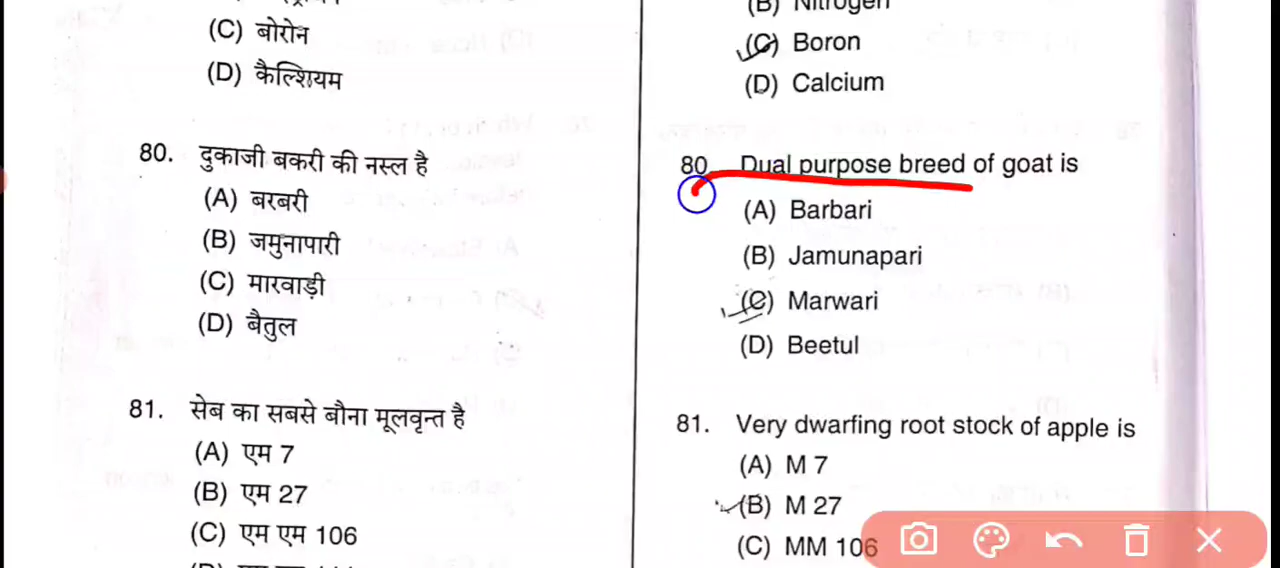 (C) बोरोन
(D) कैल्शियम
80. दुकाजी बकरी की नस्ल है
(A) बरबरी
(B) जमुनापारी
(C) मारवाड़ी
(D) बैतुल
81. सेब का सबसे बौना मूलवृन्त है
(A) एम 7
(B) एम 27
(C) एम एम 106
(B) Nitrogen
(C) Boron
(D) Calcium
80. Dual purpose breed of goat is
(A) Barbari
(B) Jamunapari
(C) Marwari
(D) Beetul
81. Very dwarfing root stock of apple is
(A) M 7
(B) M 27
(C) MM 106